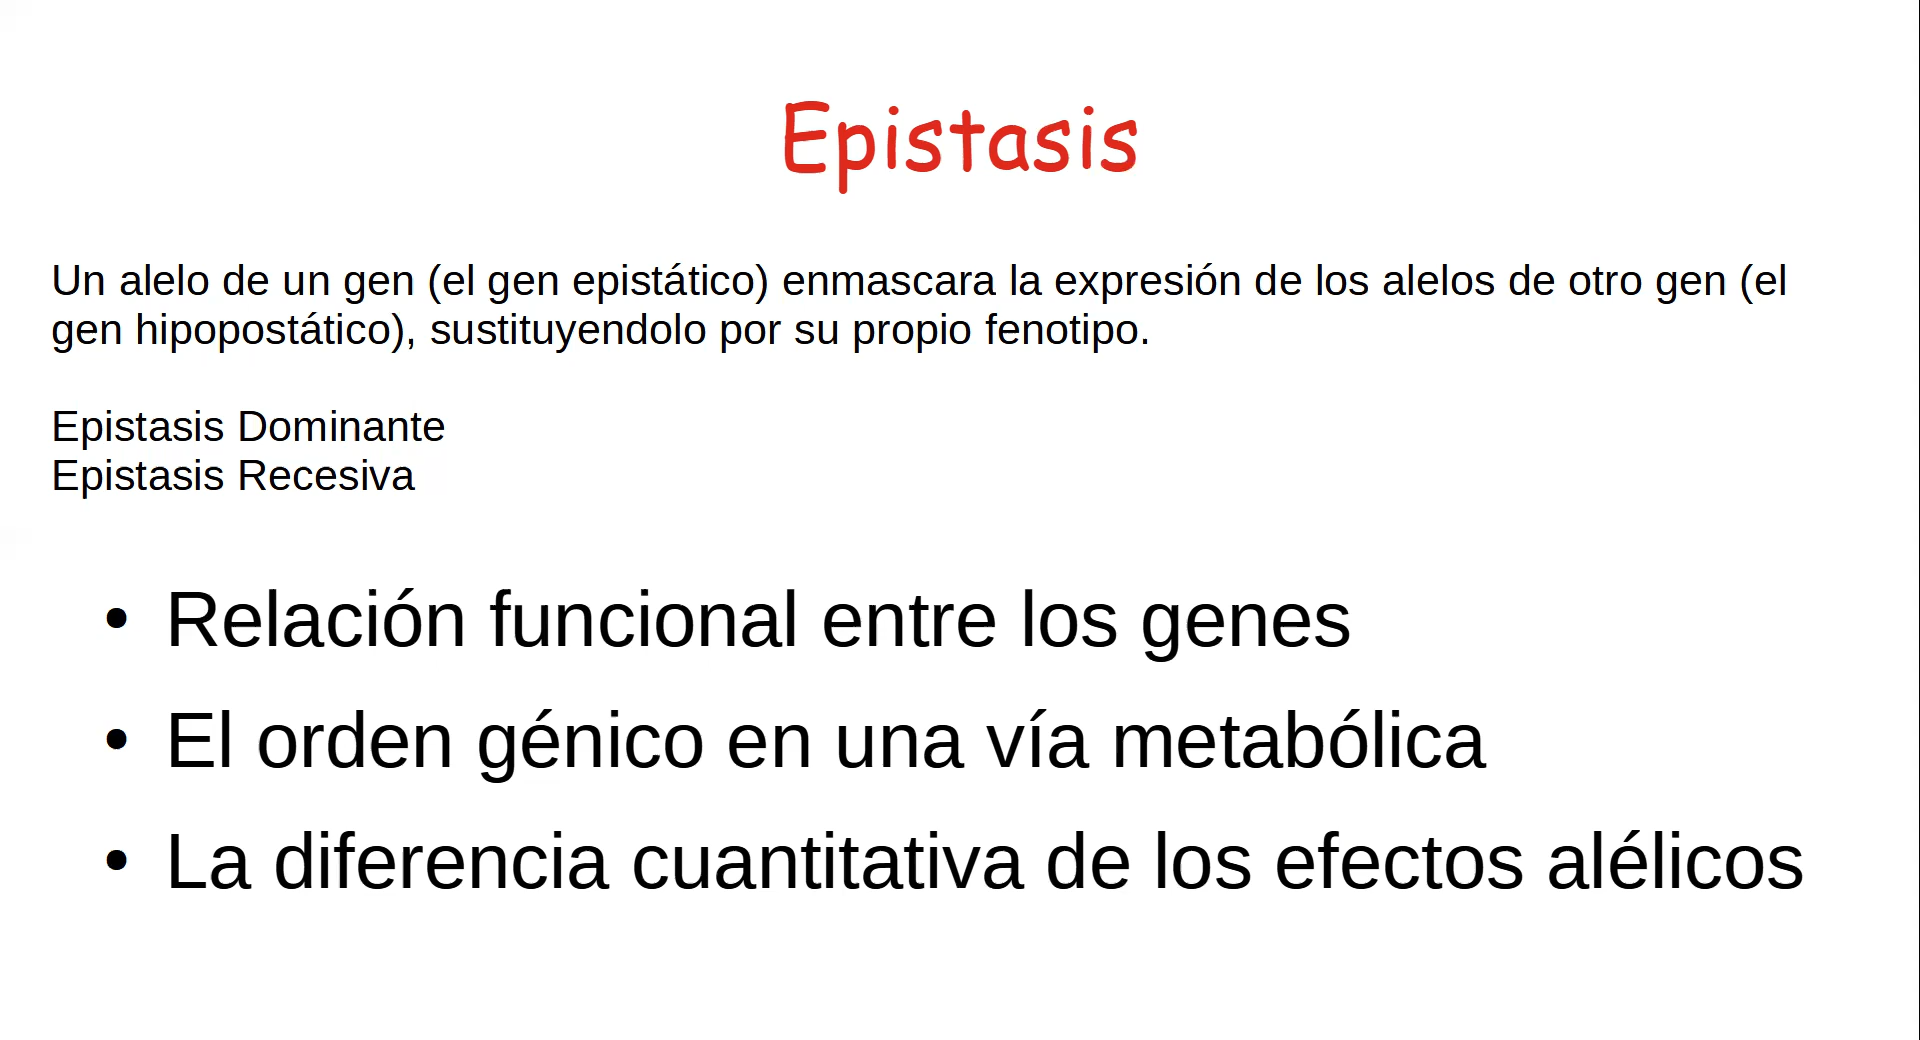 Epistasis
Un alelo de un gen (el gen epistático) enmascara la expresión de los alelos de otro gen (el
gen hipopostático), sustituyendolo por su propio fenotipo.
Epistasis Dominante
Epistasis Recesiva
• Relación funcional entre los genes
• El orden génico en una vía metabólica
• La diferencia cuantitativa de los efectos alélicos